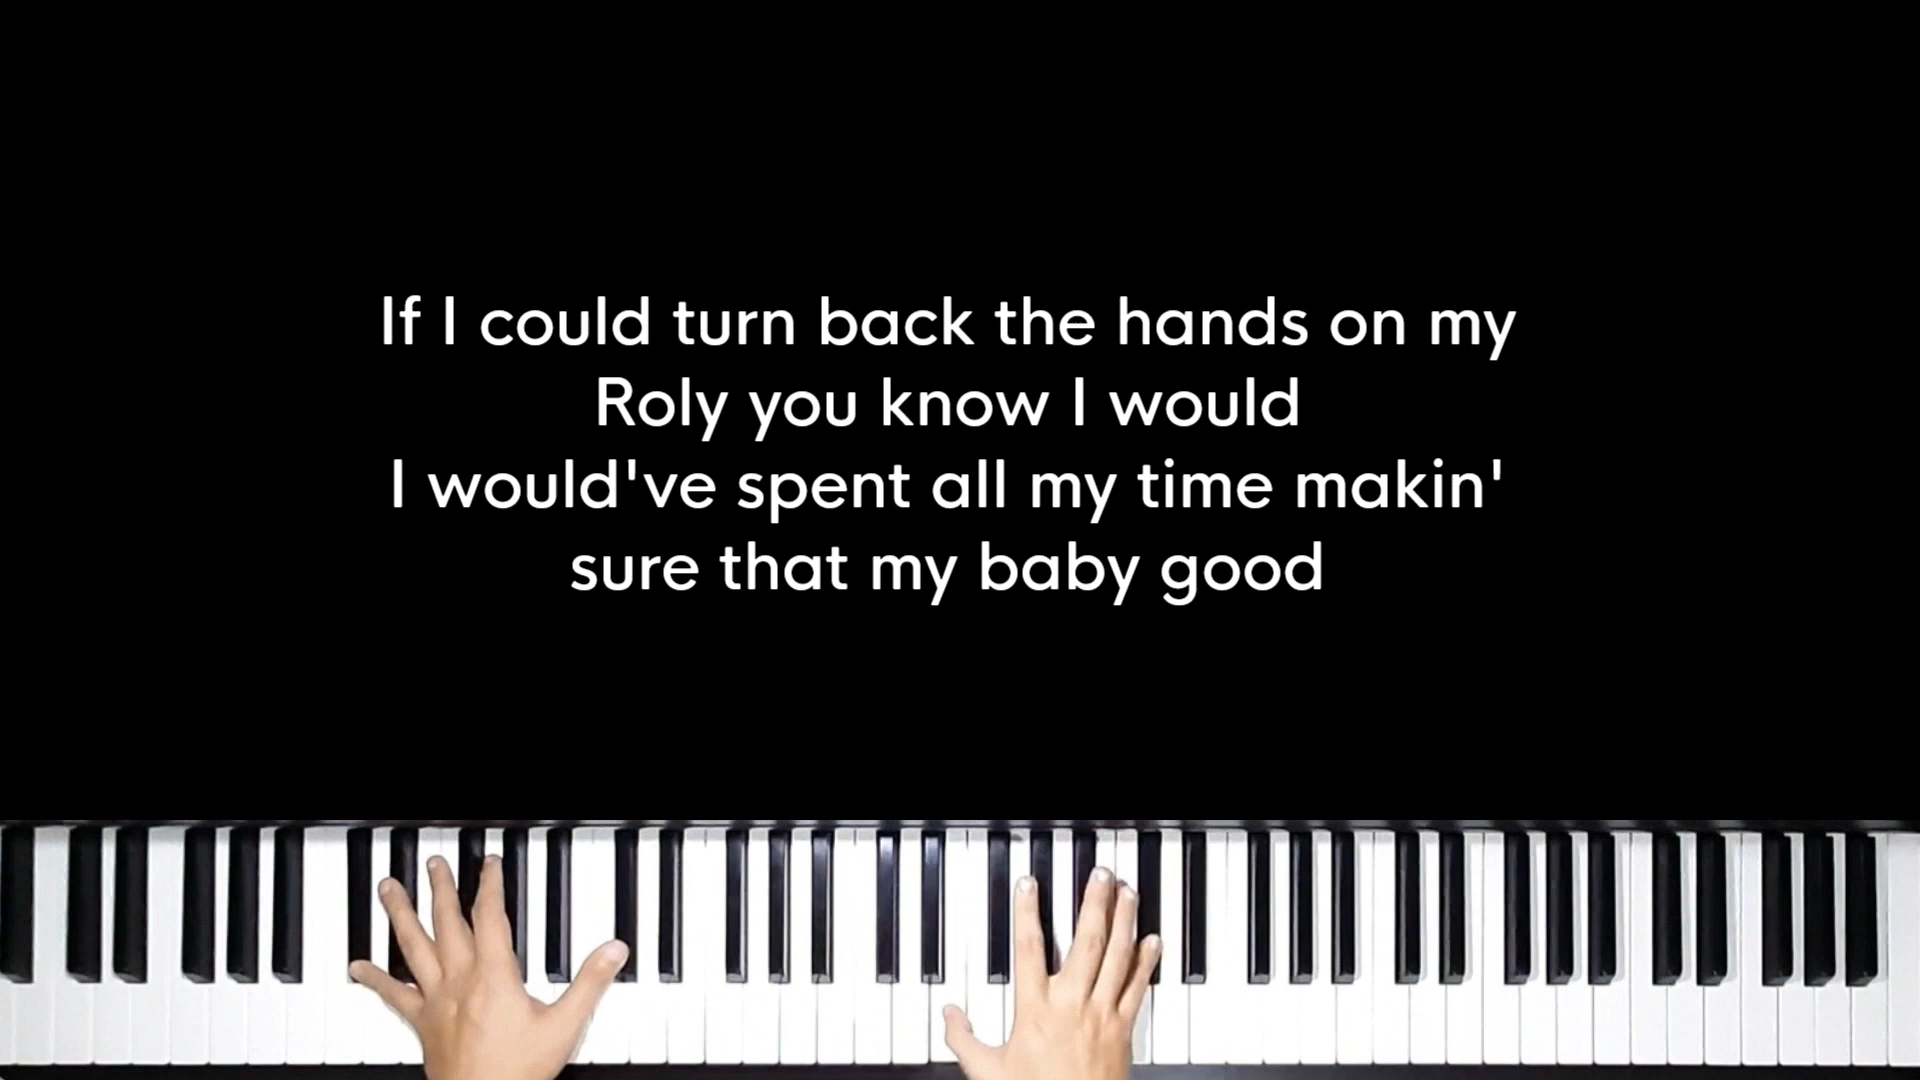 If I could turn back the hands on my
Roly you know I would
I would've spent all my time makin'
sure that my baby good